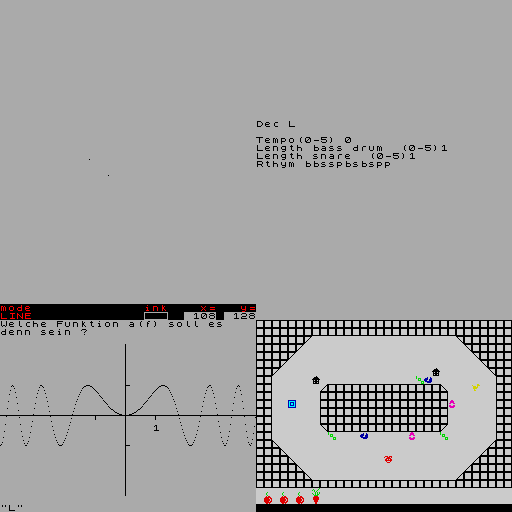 Dec L
Tempo(0-5) 0
Length bass drum  (0-5)1
Length snare  (0-5)1
Rthym bbsspbsbspp
mode ink x= y=
LINE 108 128
Welche Funktion a(f) soll es
denn sein ?
1
"L"